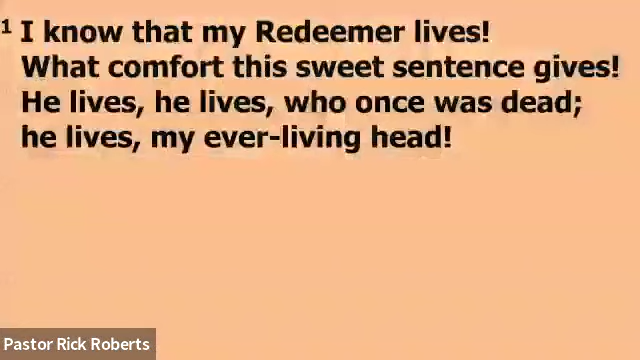 1 I know that my Redeemer lives!
What comfort this sweet sentence gives!
He lives, he lives, who once was dead;
he lives, my ever-living head!
Pastor Rick Roberts